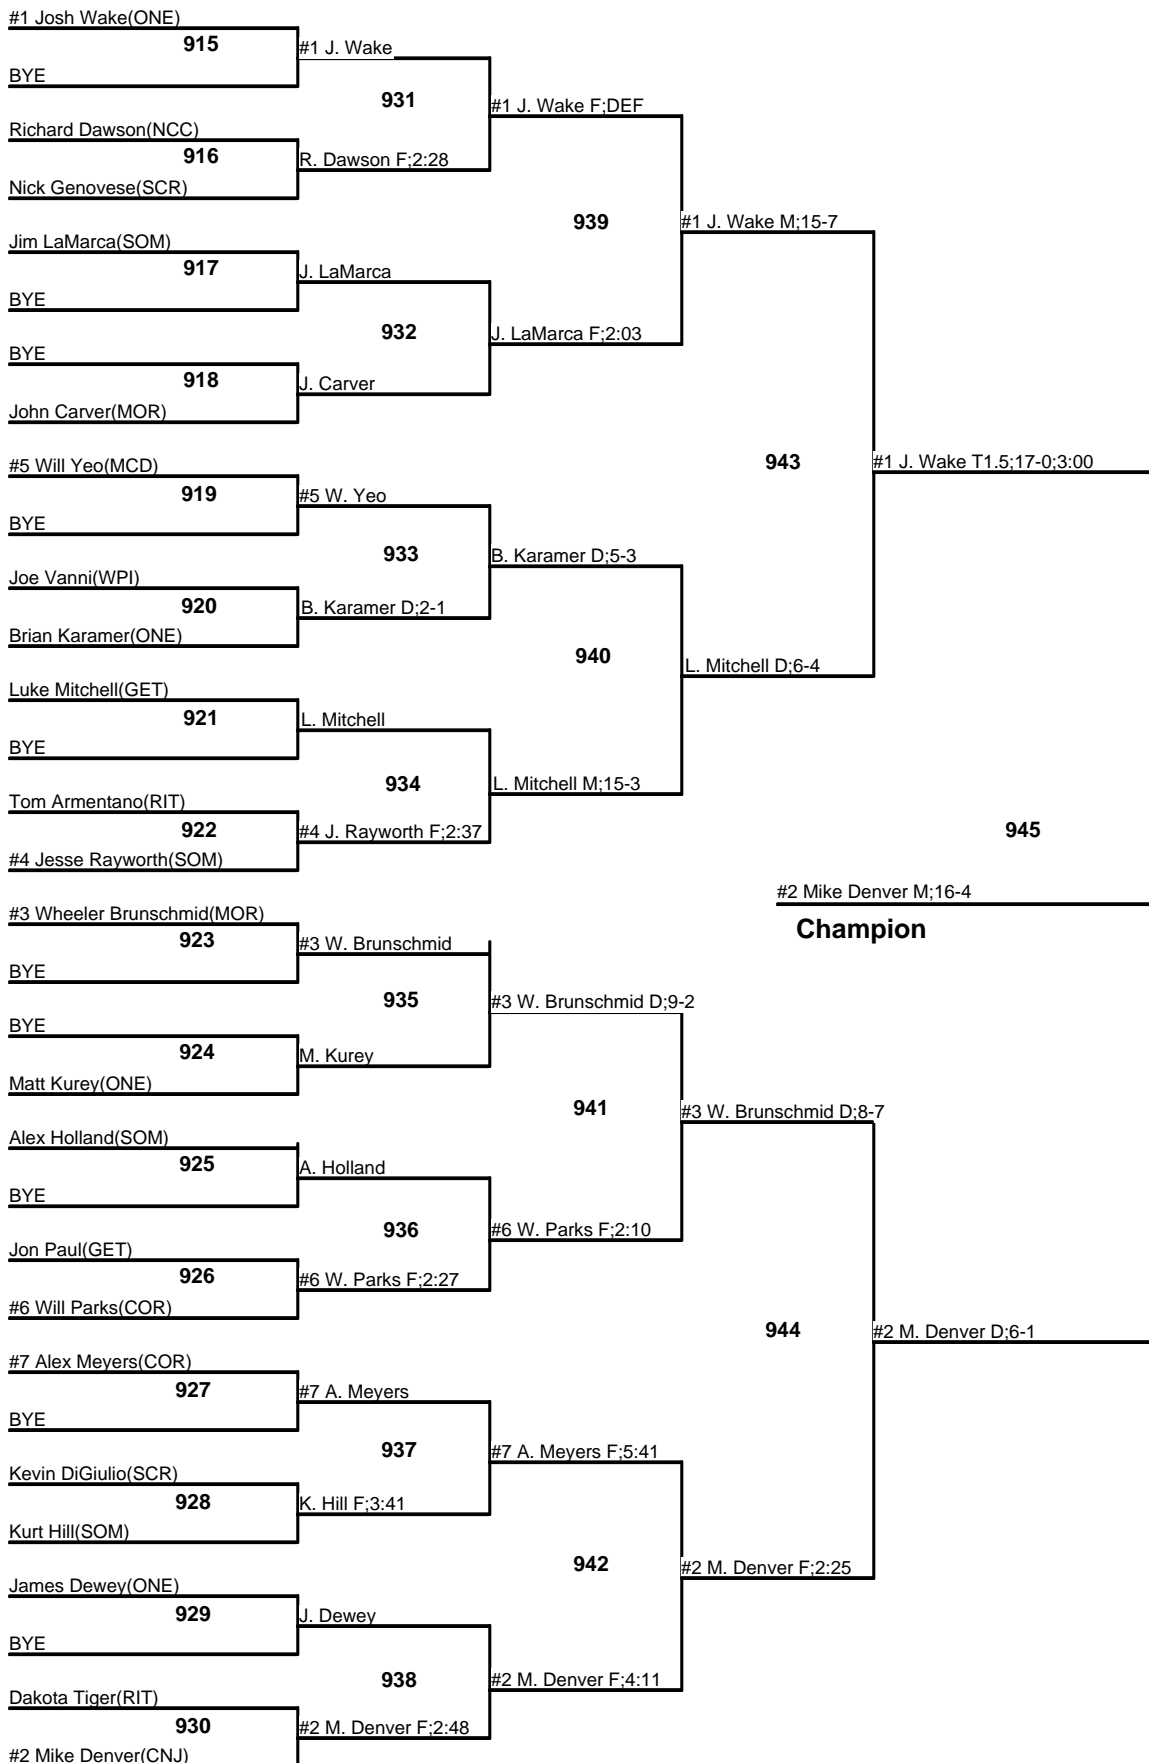 #1 Josh Wake(ONE)
915
#1 J. Wake
BYE
931
#1 J. Wake F;DEF
Richard Dawson(NCC)
916
R. Dawson F;2:28
Nick Genovese(SCR)
939
#1 J. Wake M;15-7
Jim LaMarca(SOM)
917
J. LaMarca
BYE
932
J. LaMarca F;2:03
BYE
918
J. Carver
John Carver(MOR)
943
#1 J. Wake T1.5;17-0;3:00
#5 Will Yeo(MCD)
919
#5 W. Yeo
BYE
933
B. Karamer D;5-3
Joe Vanni(WPI)
920
B. Karamer D;2-1
Brian Karamer(ONE)
940
L. Mitchell D;6-4
Luke Mitchell(GET)
921
L. Mitchell
BYE
934
L. Mitchell M;15-3
Tom Armentano(RIT)
922
#4 J. Rayworth F;2:37
#4 Jesse Rayworth(SOM)
945
#2 Mike Denver M;16-4
Champion
#3 Wheeler Brunschmid(MOR)
923
#3 W. Brunschmid
BYE
935
#3 W. Brunschmid D;9-2
BYE
924
M. Kurey
Matt Kurey(ONE)
941
#3 W. Brunschmid D;8-7
Alex Holland(SOM)
925
A. Holland
BYE
936
#6 W. Parks F;2:10
Jon Paul(GET)
926
#6 W. Parks F;2:27
#6 Will Parks(COR)
944
#2 M. Denver D;6-1
#7 Alex Meyers(COR)
927
#7 A. Meyers
BYE
937
#7 A. Meyers F;5:41
Kevin DiGiulio(SCR)
928
K. Hill F;3:41
Kurt Hill(SOM)
942
#2 M. Denver F;2:25
James Dewey(ONE)
929
J. Dewey
BYE
938
#2 M. Denver F;4:11
Dakota Tiger(RIT)
930
#2 M. Denver F;2:48
#2 Mike Denver(CNJ)